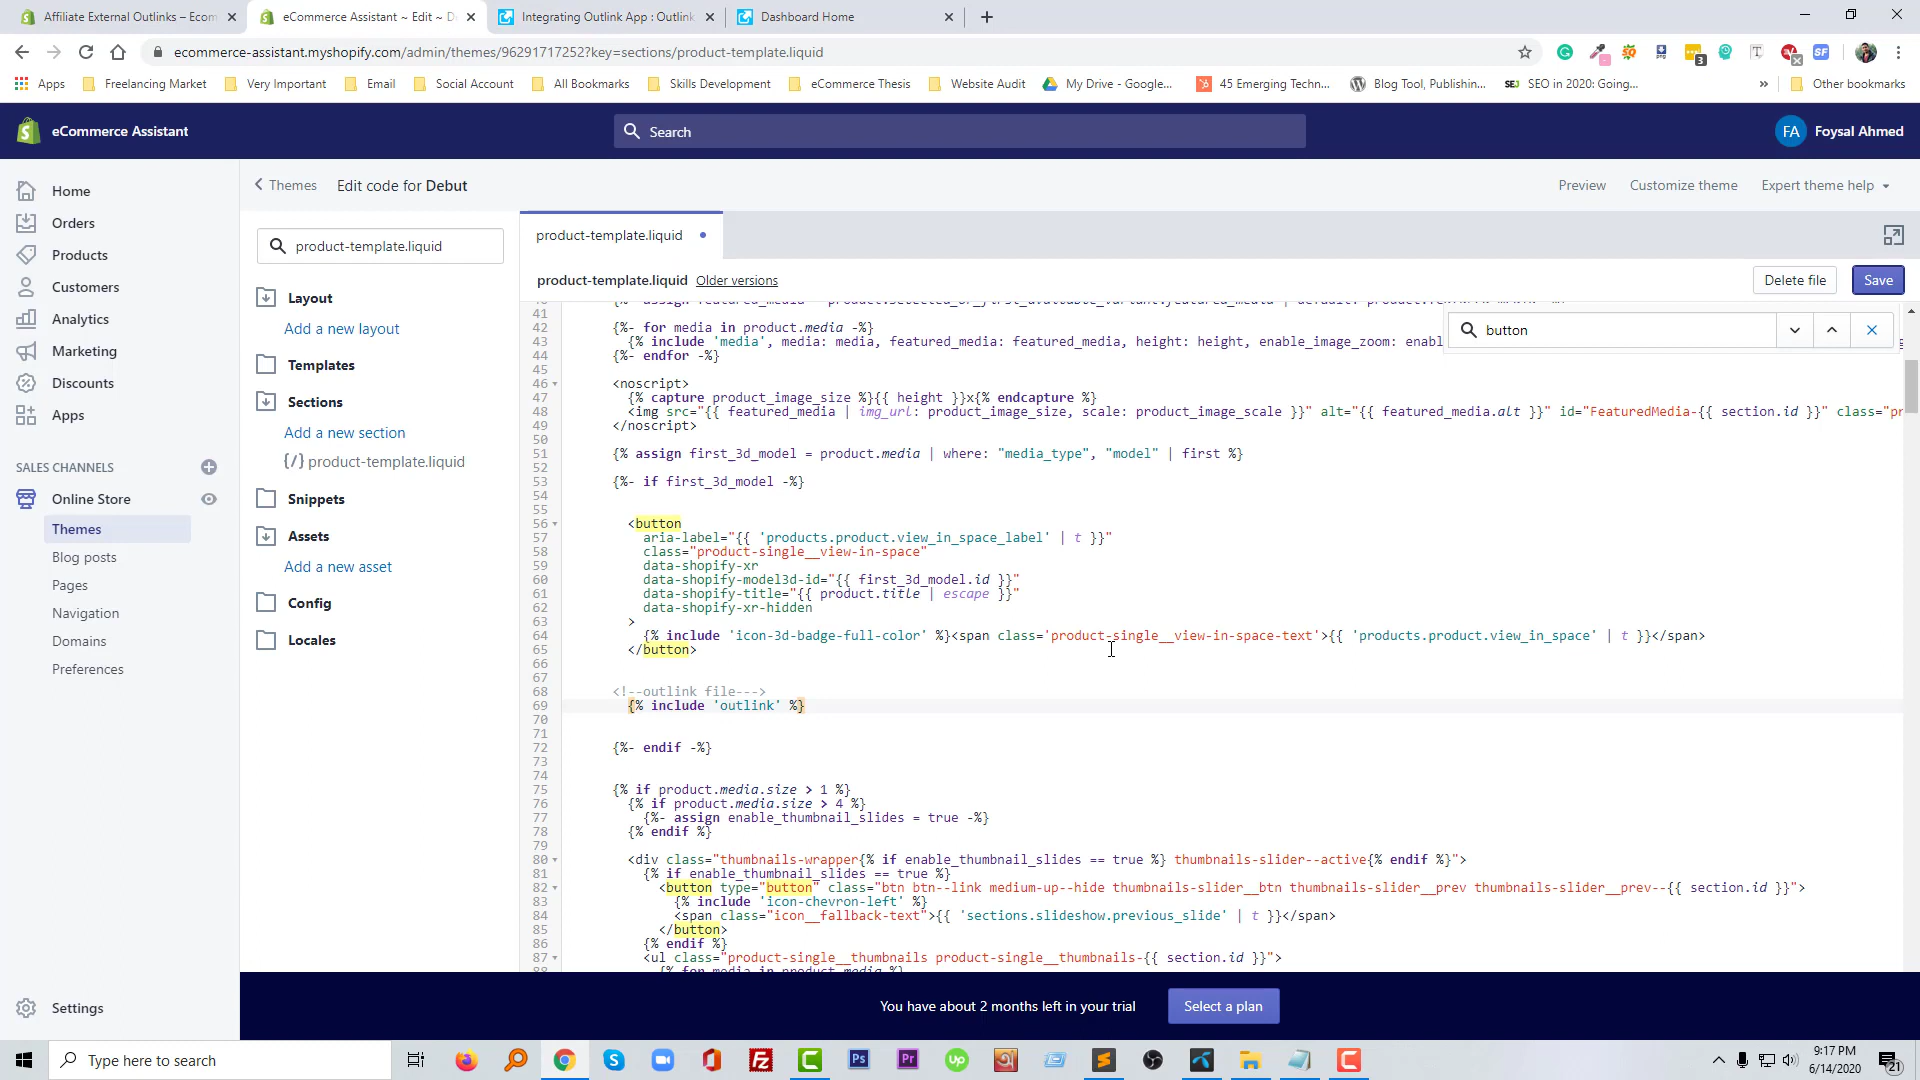 Affiliate External Outlinks – Ecom
eCommerce Assistant ~ Edit ~ D
Integrating Outlink App : Outlink
Dashboard Home
ecommerce-assistant.myshopify.com/admin/themes/96291717252?key=sections/product-template.liquid
Apps
Freelancing Market
Very Important
Email
Social Account
All Bookmarks
Skills Development
eCommerce Thesis
Website Audit
My Drive - Google...
45 Emerging Techn...
Blog Tool, Publishin...
SEO in 2020: Going...
»
Other bookmarks
eCommerce Assistant
Search
FA
Foysal Ahmed
Home
Orders
Products
Customers
Analytics
Marketing
Discounts
Apps
SALES CHANNELS
Online Store
Themes
Blog posts
Pages
Navigation
Domains
Preferences
Settings
Themes
Edit code for Debut
Preview
Customize theme
Expert theme help
product-template.liquid
Layout
Add a new layout
Templates
Sections
Add a new section
{/} product-template.liquid
Snippets
Assets
Add a new asset
Config
Locales
product-template.liquid
product-template.liquid Older versions
Delete file
Save
button
41
42 {%- for media in product.media -%}
43 {% include 'media', media: media, featured_media: featured_media, height: height, enable_image_zoom: enabl
44 {%- endfor -%}
45
46 <noscript>
47 {% capture product_image_size %}{{ height }}x{% endcapture %}
48 <img src="{{ featured_media | img_url: product_image_size, scale: product_image_scale }}" alt="{{ featured_media.alt }}" id="FeaturedMedia-{{ section.id }}" class="pr
49 </noscript>
50
51 {% assign first_3d_model = product.media | where: "media_type", "model" | first %}
52
53 {%- if first_3d_model -%}
54
55
56 <button
57 aria-label="{{ 'products.product.view_in_space_label' | t }}"
58 class="product-single__view-in-space"
59 data-shopify-xr
60 data-shopify-model3d-id="{{ first_3d_model.id }}"
61 data-shopify-title="{{ product.title | escape }}"
62 data-shopify-xr-hidden
63 >
64 {% include 'icon-3d-badge-full-color' %}<span class='product-single__view-in-space-text'>{{ 'products.product.view_in_space' | t }}</span>
65 </button>
66
67
68 <!--outlink file--->
69 {% include 'outlink' %}
70
71
72 {%- endif -%}
73
74
75 {% if product.media.size > 1 %}
76 {% if product.media.size > 4 %}
77 {%- assign enable_thumbnail_slides = true -%}
78 {% endif %}
79
80 <div class="thumbnails-wrapper{% if enable_thumbnail_slides == true %} thumbnails-slider--active{% endif %}">
81 {% if enable_thumbnail_slides == true %}
82 <button type="button" class="btn btn--link medium-up--hide thumbnails-slider__btn thumbnails-slider__prev thumbnails-slider__prev--{{ section.id }}">
83 {% include 'icon-chevron-left' %}
84 <span class="icon__fallback-text">{{ 'sections.slideshow.previous_slide' | t }}</span>
85 </button>
86 {% endif %}
87 <ul class="product-single__thumbnails product-single__thumbnails-{{ section.id }}">
88 {% for media in product.media %}
You have about 2 months left in your trial
Select a plan
Type here to search
9:17 PM
6/14/2020
21